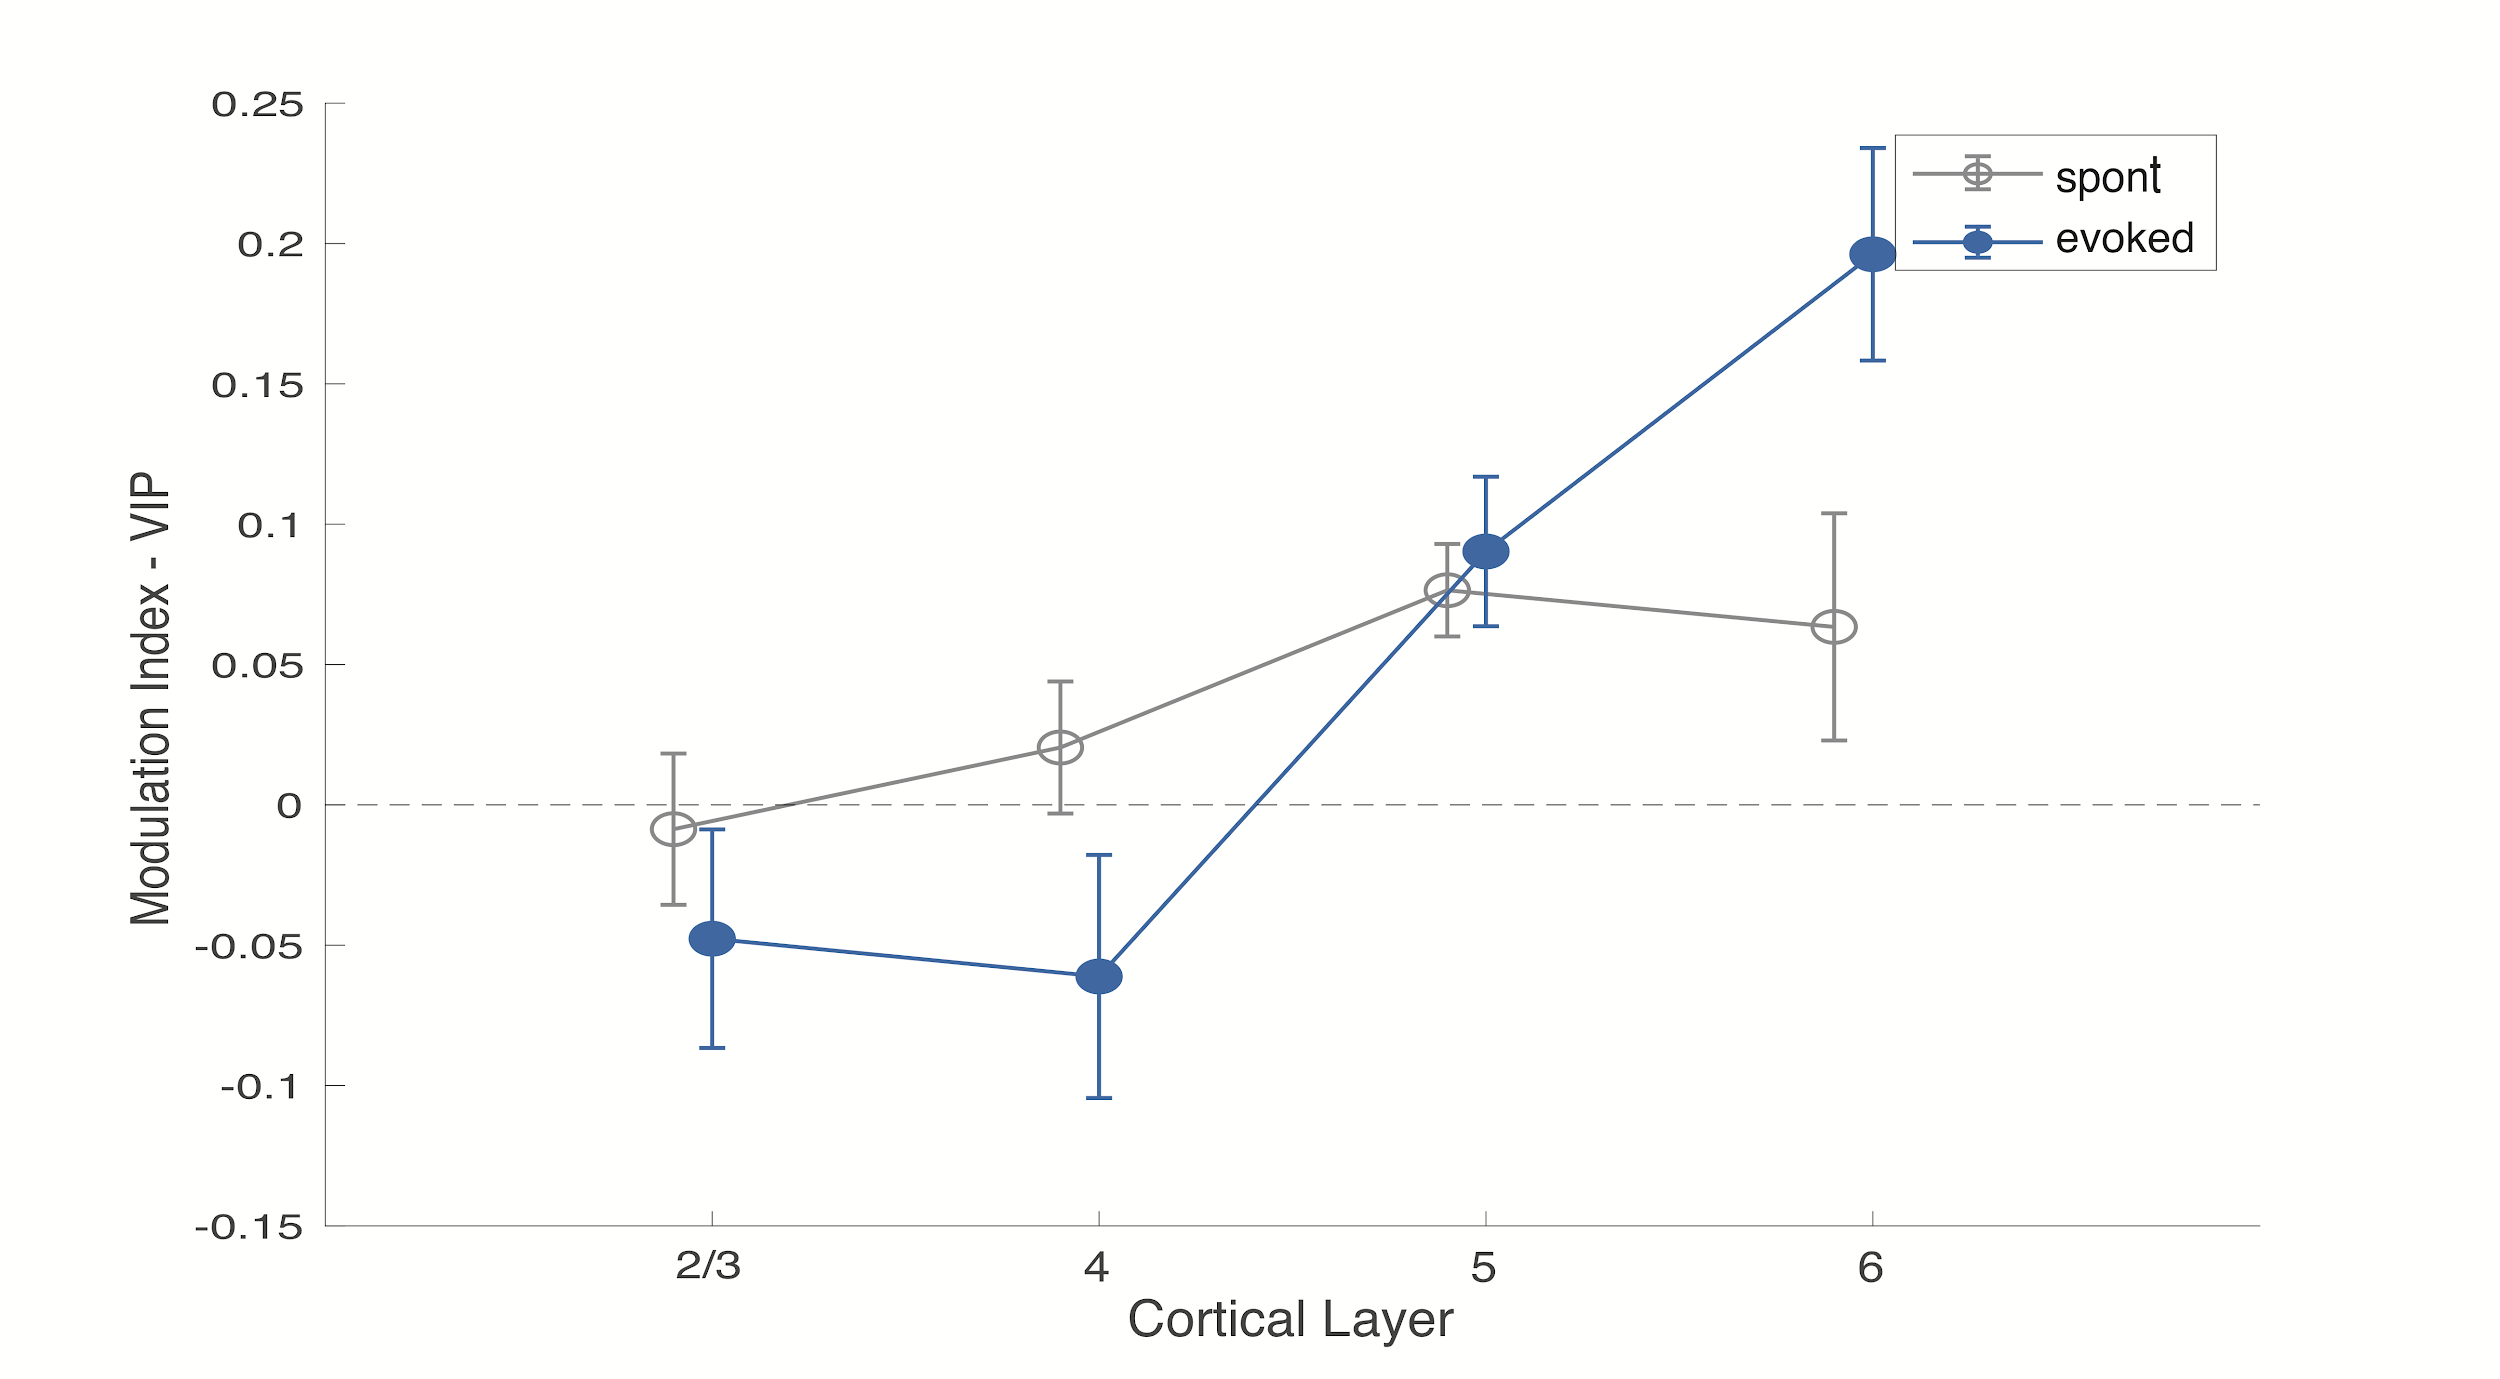 0.25
0.2
0.15
0.1
0.05
0
-0.05
-0.1
-0.15
Modulation Index - VIP
spont
evoked
2/3 4 5 6
Cortical Layer